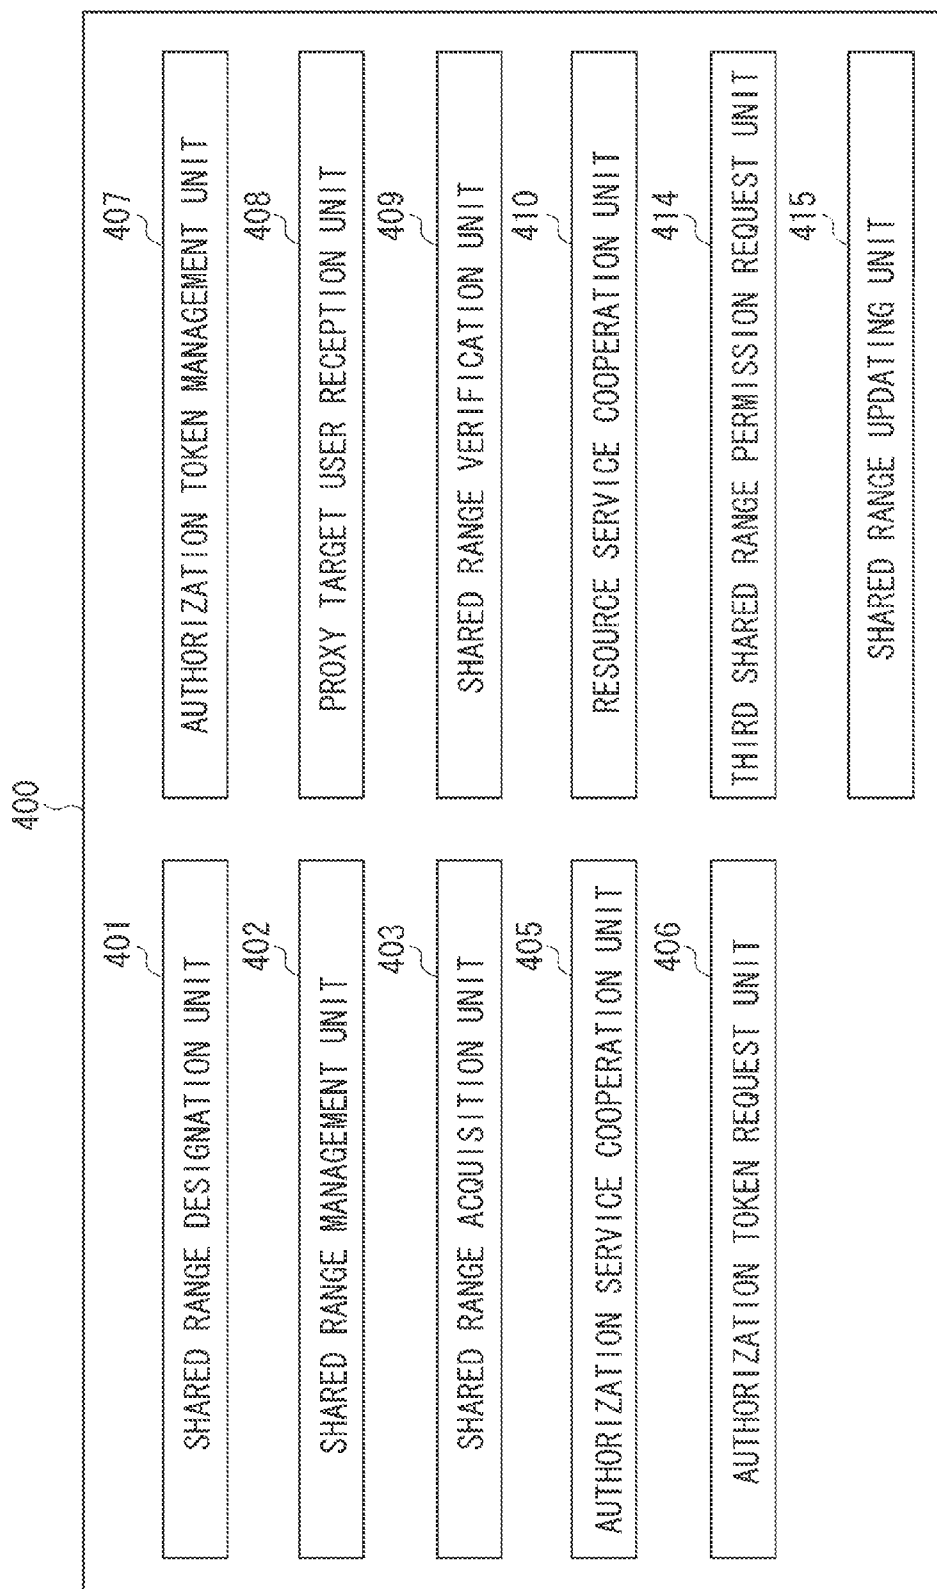 400
401
SHARED RANGE DESIGNATION UNIT
402
SHARED RANGE MANAGEMENT UNIT
403
SHARED RANGE ACQUISITION UNIT
405
AUTHORIZATION SERVICE COOPERATION UNIT
406
AUTHORIZATION TOKEN REQUEST UNIT
407
AUTHORIZATION TOKEN MANAGEMENT UNIT
408
PROXY TARGET USER RECEPTION UNIT
409
SHARED RANGE VERIFICATION UNIT
410
RESOURCE SERVICE COOPERATION UNIT
414
THIRD SHARED RANGE PERMISSION REQUEST UNIT
415
SHARED RANGE UPDATING UNIT